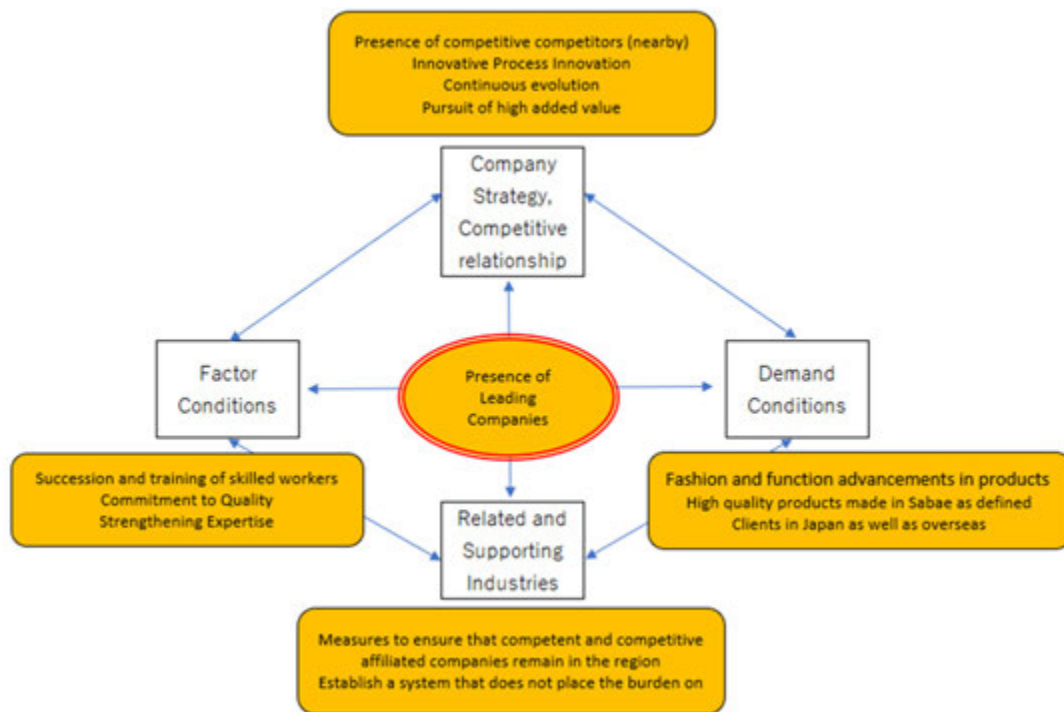 Presence of competitive competitors (nearby)
Innovative Process Innovation
Continuous evolution
Pursuit of high added value
Company
Strategy,
Competitive
relationship
Factor
Conditions
Presence of
Leading
Companies
Demand
Conditions
Succession and training of skilled workers
Commitment to Quality
Strengthening Expertise
Fashion and function advancements in products
High quality products made in Sabae as defined
Clients in Japan as well as overseas
Related and
Supporting
Industries
Measures to ensure that competent and competitive
affiliated companies remain in the region
Establish a system that does not place the burden on